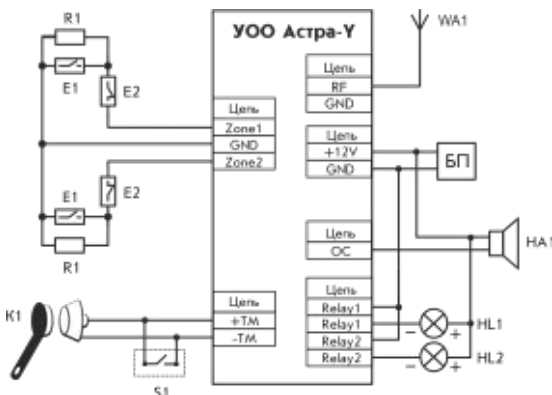 УОО Астра-Y
R1
E1
E2
Цепь
Zone1
GND
Zone2
E1
E2
R1
K1
Цепь
+TM
-TM
S1
WA1
Цепь
RF
GND
Цепь
+12V
GND
БП
Цепь
OC
HA1
Цепь
Relay1
Relay1
Relay2
Relay2
- + HL1
- + HL2